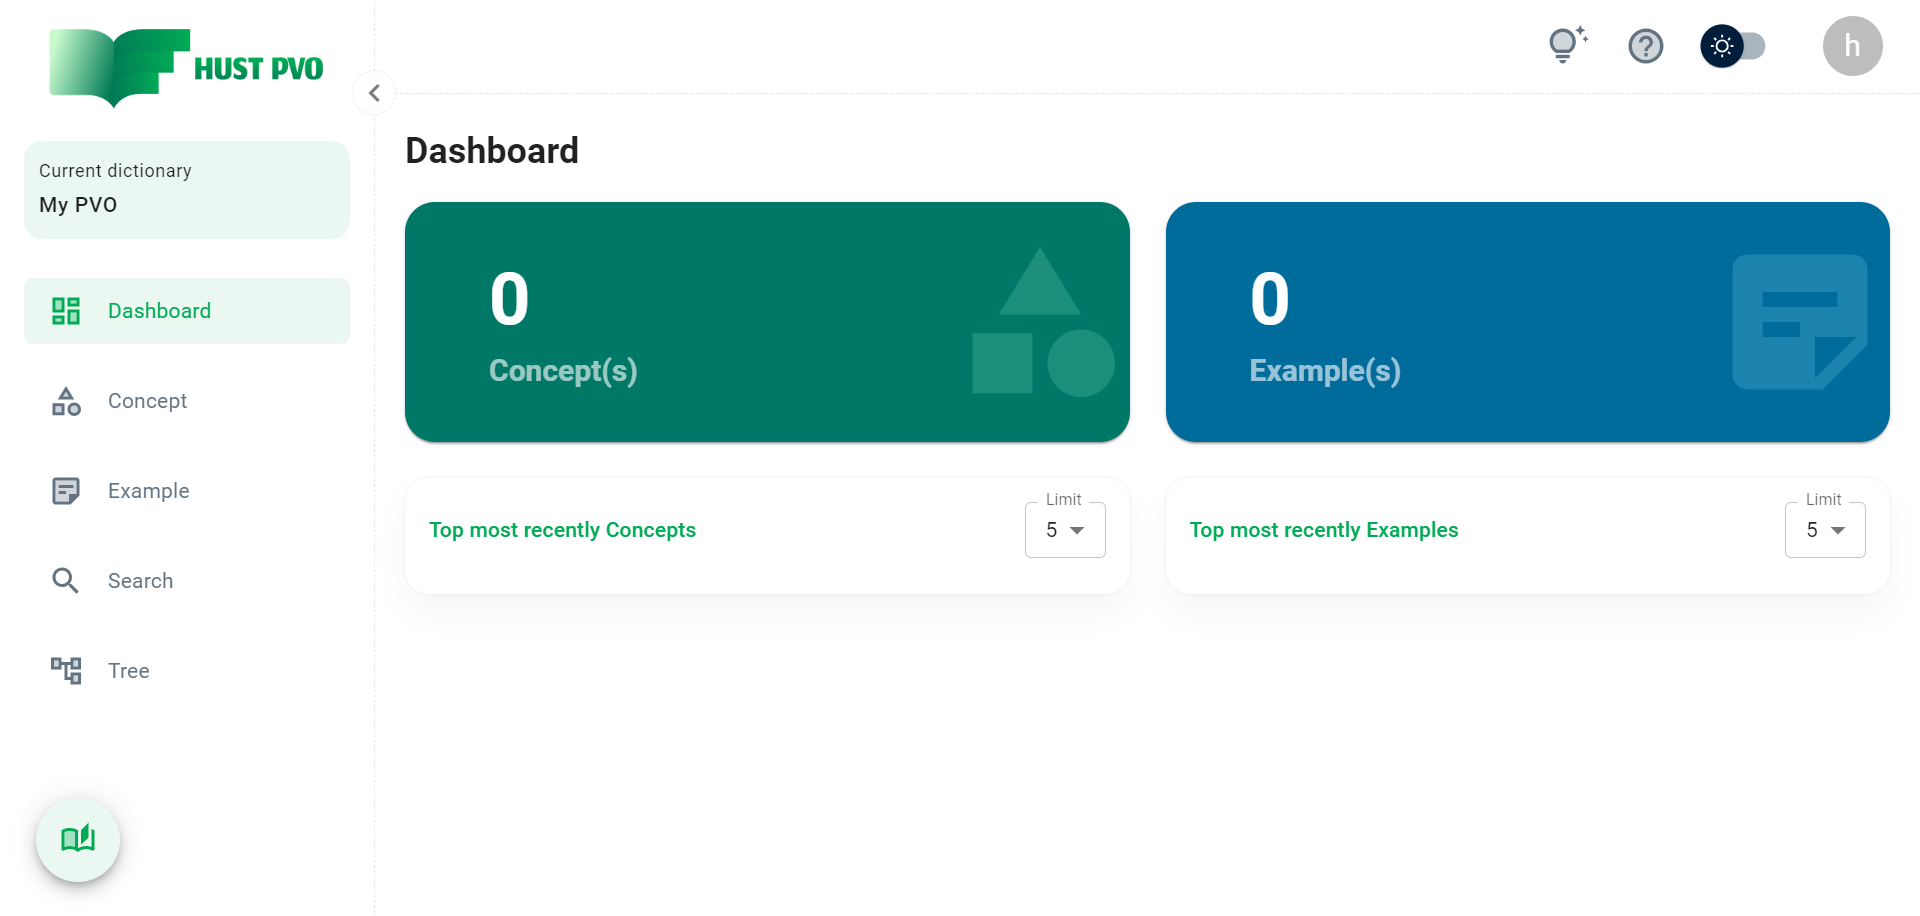 HUST PVO
Current dictionary
My PVO
Dashboard
Concept
Example
Search
Tree
h
Dashboard
0
Concept(s)
0
Example(s)
Top most recently Concepts
Limit
5
Top most recently Examples
Limit
5